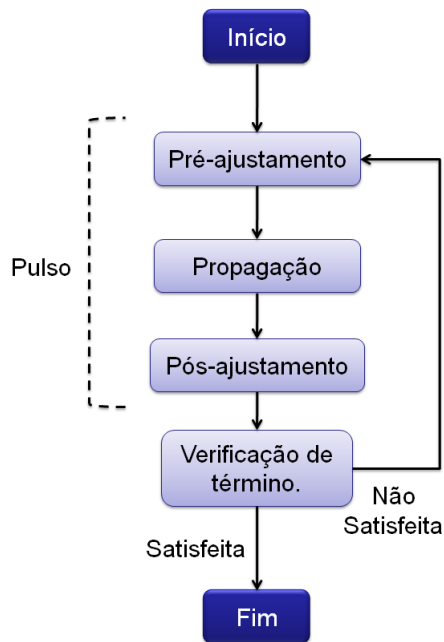 Início
Pré-ajustamento
Pulso
Propagação
Pós-ajustamento
Verificação de
término.
Não
Satisfeita
Satisfeita
Fim